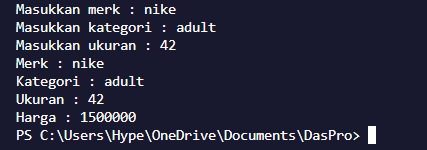 Masukkan merk : nike
Masukkan kategori : adult
Masukkan ukuran : 42
Merk : nike
Kategori : adult
Ukuran : 42
Harga : 1500000
PS C:\Users\Hype\OneDrive\Documents\DasPro>